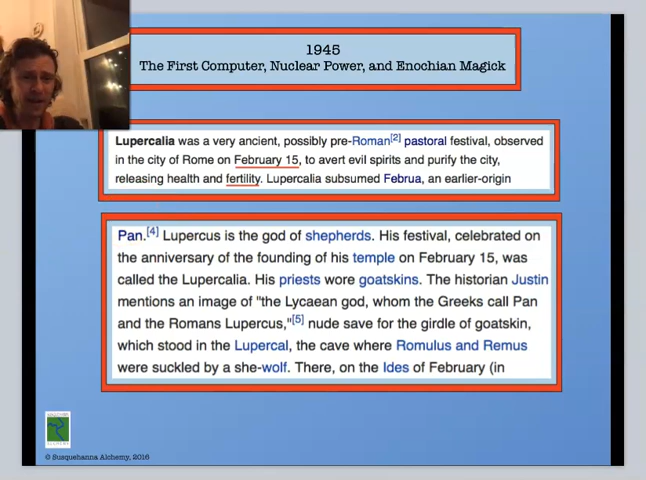 1945
The First Computer, Nuclear Power, and Enochian Magick
Lupercalia was a very ancient, possibly pre-Roman[2] pastoral festival, observed
in the city of Rome on February 15, to avert evil spirits and purify the city,
releasing health and fertility. Lupercalia subsumed Februa, an earlier-origin
Pan.[4] Lupercus is the god of shepherds. His festival, celebrated on
the anniversary of the founding of his temple on February 15, was
called the Lupercalia. His priests wore goatskins. The historian Justin
mentions an image of "the Lycaean god, whom the Greeks call Pan
and the Romans Lupercus,"[5] nude save for the girdle of goatskin,
which stood in the Lupercal, the cave where Romulus and Remus
were suckled by a she-wolf. There, on the Ides of February (in
© Susquehanna Alchemy, 2016